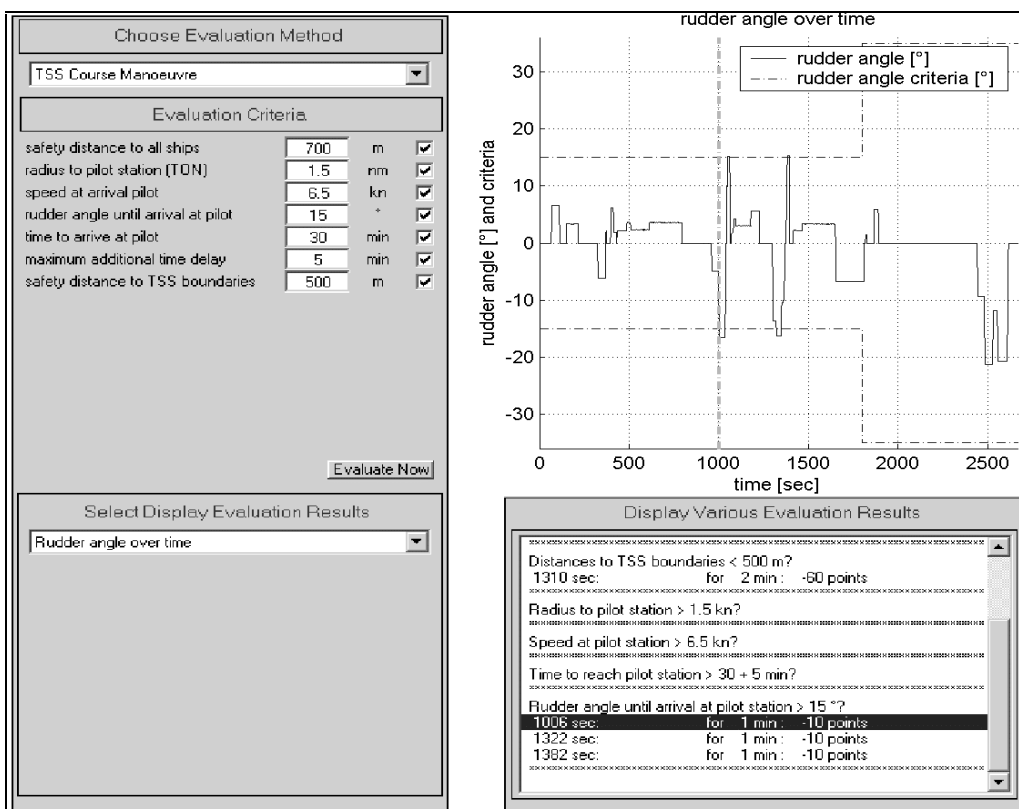 Choose Evaluation Method
TSS Course Manoeuvre
Evaluation Criteria
safety distance to all ships 700 m
radius to pilot station (TON) 1.5 nm
speed at arrival pilot 6.5 kn
rudder angle until arrival at pilot 15 °
time to arrive at pilot 30 min
maximum additional time delay 5 min
safety distance to TSS boundaries 500 m
Evaluate Now
Select Display Evaluation Results
Rudder angle over time
rudder angle over time
rudder angle [°]
rudder angle criteria [°]
rudder angle [°] and criteria
30
20
10
0
-10
-20
-30
0 500 1000 1500 2000 2500
time [sec]
Display Various Evaluation Results
Distances to TSS boundaries < 500 m?
1310 sec: for 2 min : -60 points
Radius to pilot station > 1.5 kn?
Speed at pilot station > 6.5 kn?
Time to reach pilot station > 30 + 5 min?
Rudder angle until arrival at pilot station > 15 °?
1006 sec: for 1 min : -10 points
1322 sec: for 1 min : -10 points
1382 sec: for 1 min : -10 points